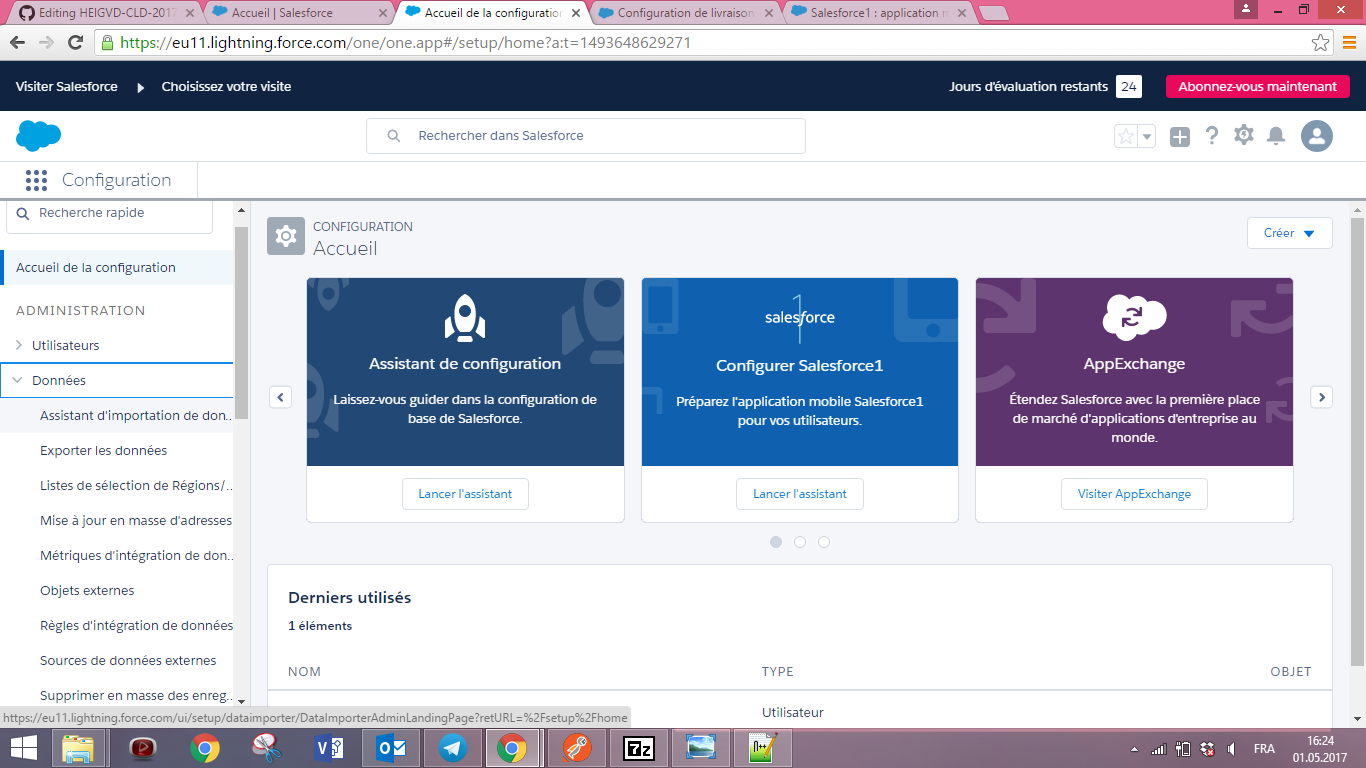 Editing HEIGVD-CLD-2017
Accueil | Salesforce
Accueil de la configuration
Configuration de livraison
Salesforce1 : application m
https://eu11.lightning.force.com/one/one.app#/setup/home?a:t=1493648629271
Visiter Salesforce
Choisissez votre visite
Jours d'évaluation restants
24
Abonnez-vous maintenant
Rechercher dans Salesforce
Configuration
Recherche rapide
Accueil de la configuration
ADMINISTRATION
Utilisateurs
Données
Assistant d'importation de don...
Exporter les données
Listes de sélection de Régions/...
Mise à jour en masse d'adresses
Métriques d'intégration de don...
Objets externes
Règles d'intégration de données
Sources de données externes
Supprimer en masse des enreg...
CONFIGURATION
Accueil
Créer
Assistant de configuration
Laissez-vous guider dans la configuration de
base de Salesforce.
Lancer l'assistant
salesforce
1
Configurer Salesforce1
Préparez l'application mobile Salesforce1
pour vos utilisateurs.
Lancer l'assistant
AppExchange
Étendez Salesforce avec la première place
de marché d'applications d'entreprise au
monde.
Visiter AppExchange
Derniers utilisés
1 éléments
NOM
TYPE
OBJET
Utilisateur
https://eu11.lightning.force.com/ui/setup/dataimporter/DataImporterAdminLandingPage?retURL=%2Fsetup%2Fhome
7z
FRA
16:24
01.05.2017